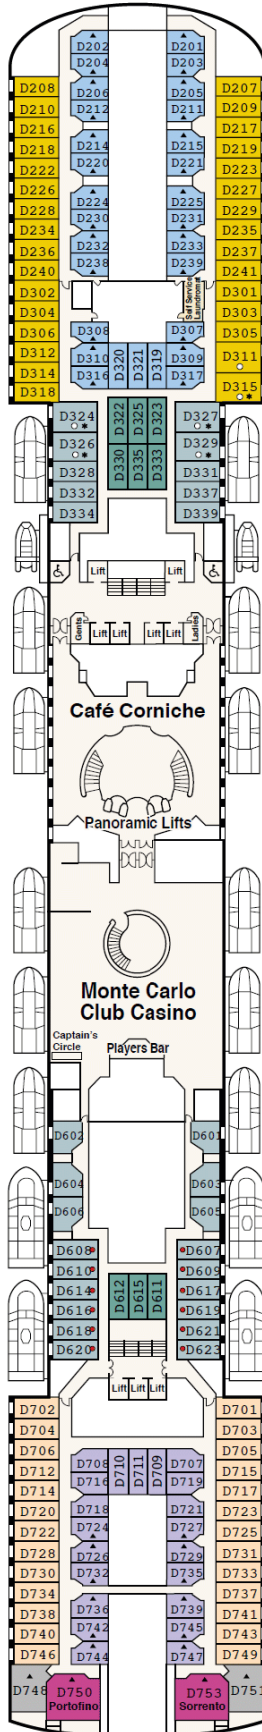 D202 D201
D204 D203
D208 D206 D205 D207
D210 D212 D211 D209
D216 D217
D218 D214 D215 D219
D222 D220 D221 D223
D226 D224 D225 D227
D228 D230 D231 D229
D234 D232 D233 D235
D236 D238 D239 D237
D240 D241
D302 Self Service Laundromat D301
D304 D303
D306 D308 D307 D305
D312 D310 D320 D321 D319 D309 D311
D314 D316 D317 D315
D318
D324 D322 D325 D323 D327
D326 D329
D328 D330 D335 D333 D331
D332 D337
D334 D339
Lift Lift
Gents Lift Lift Lift Lift Ladies
Café Corniche
Panoramic Lifts
Monte Carlo
Club Casino
Captain's
Circle
Players Bar
D602 D601
D604 D603
D606 D605
D608 D607
D610 D609
D614 D612 D615 D611 D617
D616 D619
D618 D621
D620 D623
Lift Lift Lift
D702 D701
D704 D703
D706 D708 D710 D711 D709 D707 D705
D712 D716 D719 D715
D714 D717
D720 D718 D721 D723
D722 D724 D727 D725
D728 D726 D729 D731
D730 D732 D735 D733
D734 D737
D738 D736 D739 D741
D740 D742 D745 D743
D746 D744 D747 D749
D748 D750 D753 D751
Portofino Sorrento